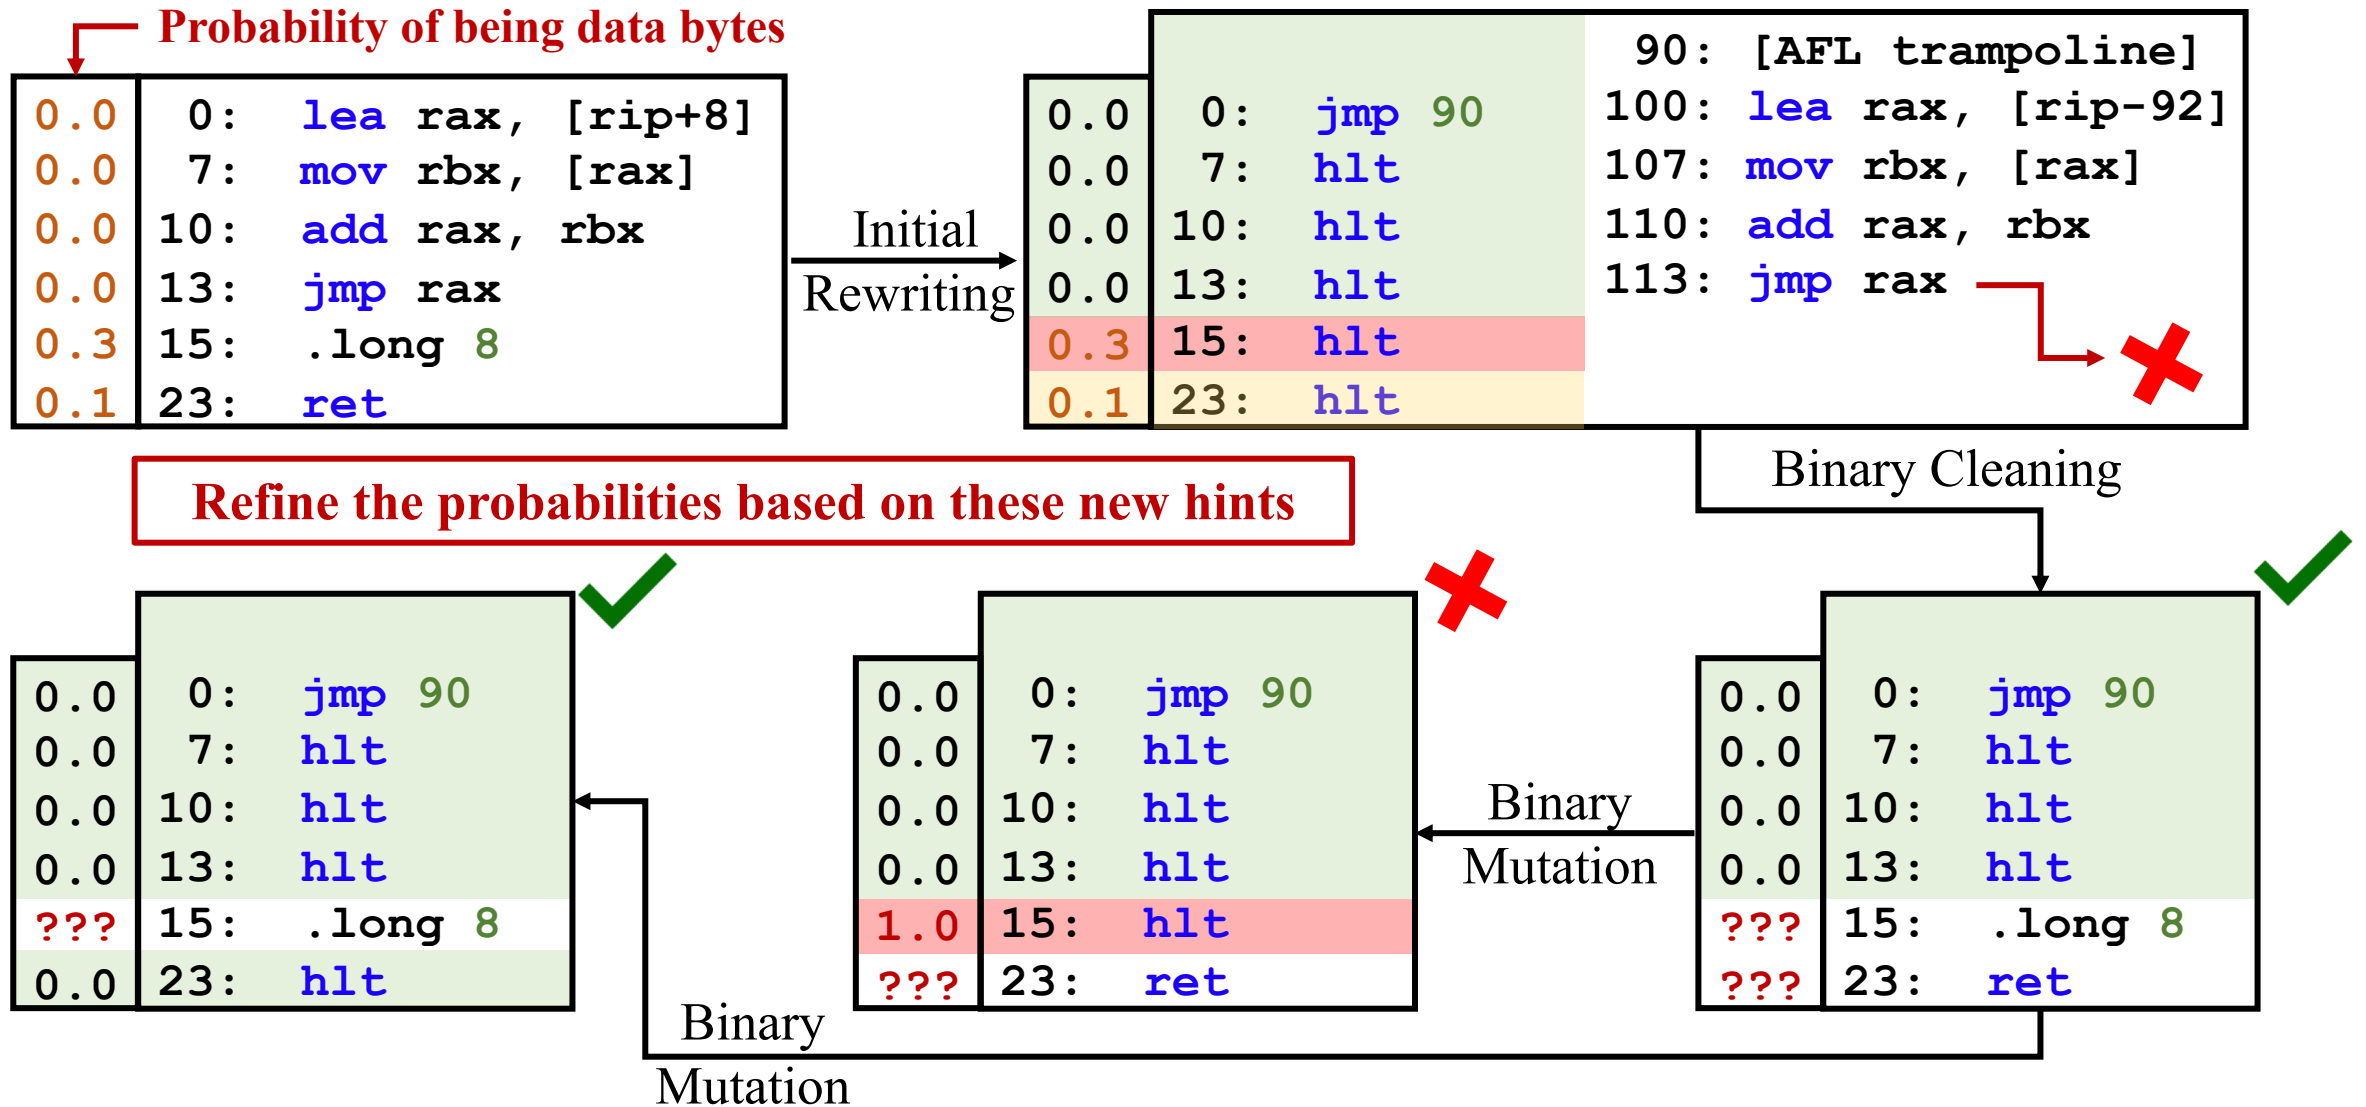 Probability of being data bytes
0.0 0: lea rax, [rip+8]
0.0 7: mov rbx, [rax]
0.0 10: add rax, rbx
0.0 13: jmp rax
0.3 15: .long 8
0.1 23: ret
Initial
Rewriting
0.0 0: jmp 90
0.0 7: hlt
0.0 10: hlt
0.0 13: hlt
0.3 15: hlt
0.1 23: hlt
90: [AFL trampoline]
100: lea rax, [rip-92]
107: mov rbx, [rax]
110: add rax, rbx
113: jmp rax
Binary Cleaning
Refine the probabilities based on these new hints
0.0 0: jmp 90
0.0 7: hlt
0.0 10: hlt
0.0 13: hlt
??? 15: .long 8
0.0 23: hlt
Binary
Mutation
0.0 0: jmp 90
0.0 7: hlt
0.0 10: hlt
0.0 13: hlt
1.0 15: hlt
??? 23: ret
Binary
Mutation
0.0 0: jmp 90
0.0 7: hlt
0.0 10: hlt
0.0 13: hlt
??? 15: .long 8
??? 23: ret